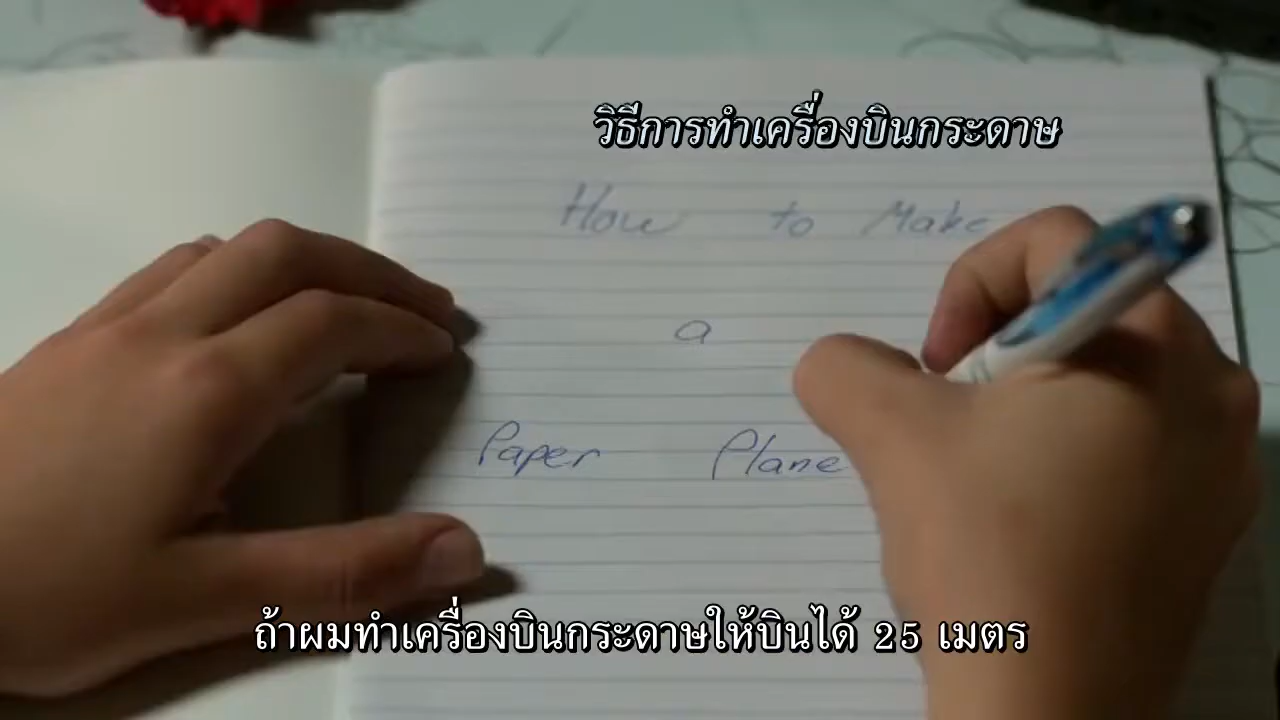 วิธีการทำเครื่องบินกระดาษ
How to Make
a
Paper Plane
ถ้าผมทำเครื่องบินกระดาษให้บินได้ 25 เมตร